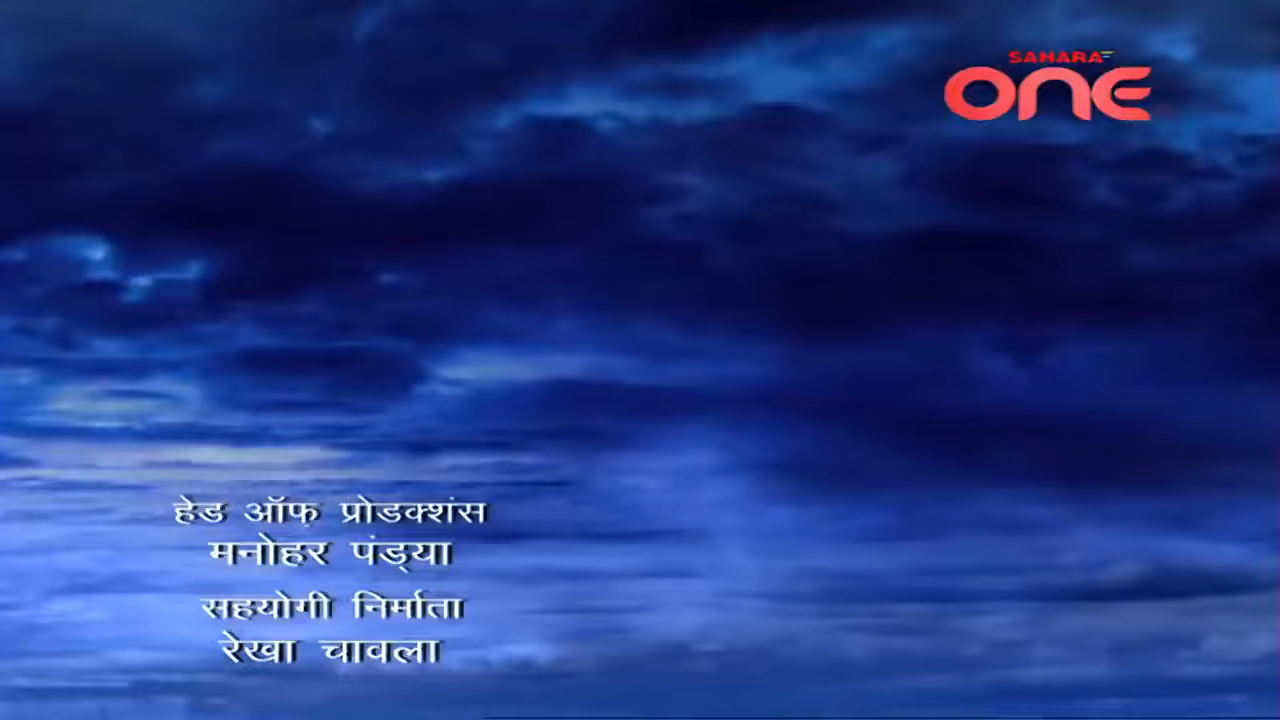 SAHARA
ONE
हेड ऑफ़ प्रोडक्शंस
मनोहर पंड्या
सहयोगी निर्माता
रेखा चावला